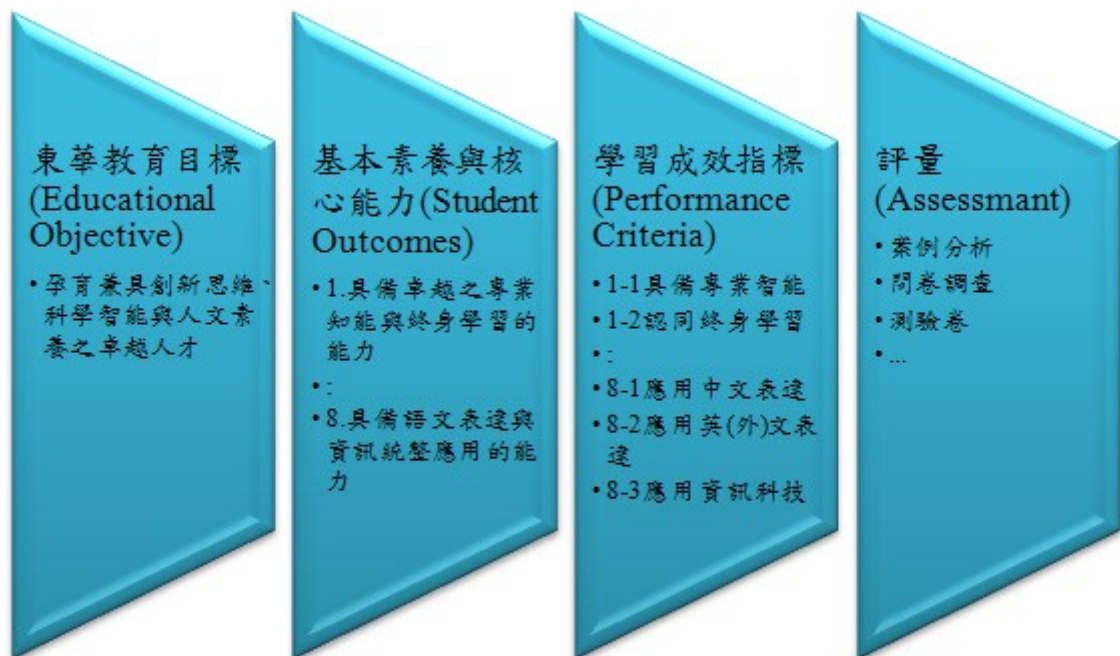 東華教育目標
(Educational
Objective)
• 孕育兼具創新思維、
科學智能與人文素
養之卓越人才
基本素養與核
心能力(Student
Outcomes)
• 1.具備卓越之專業
知能與終身學習的
能力
• :
• 8.具備語文表達與
資訊統整應用的能
力
學習成效指標
(Performance
Criteria)
• 1-1具備專業智能
• 1-2認同終身學習
• :
• 8-1應用中文表達
• 8-2應用英(外)文表
達
• 8-3應用資訊科技
評量
(Assessmant)
• 案例分析
• 問卷調查
• 測驗卷
• ...